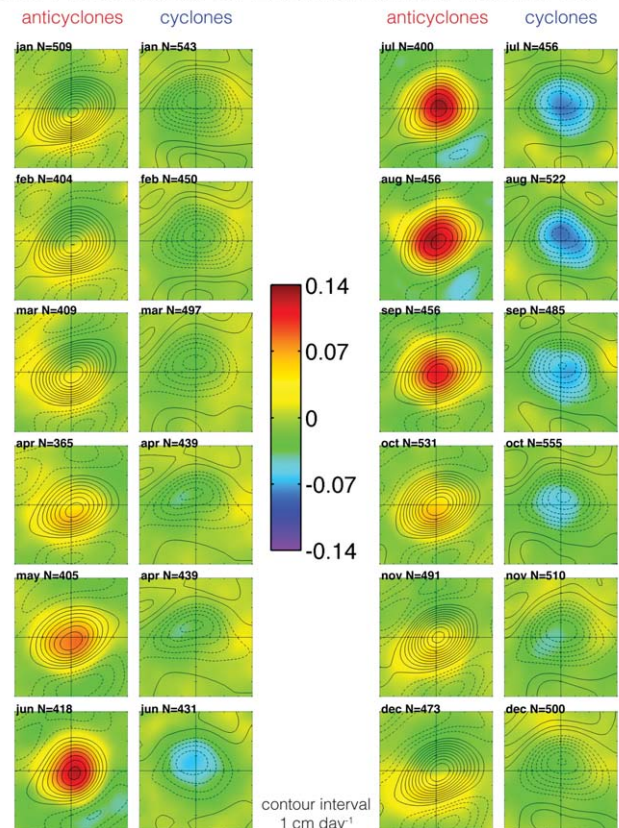 anticyclones cyclones anticyclones cyclones
jan N=509 jan N=543 jul N=400 jul N=456
feb N=404 feb N=450 aug N=456 aug N=522
mar N=409 mar N=497 sep N=456 sep N=485
apr N=365 apr N=439 oct N=531 oct N=555
may N=405 apr N=439 nov N=491 nov N=510
jun N=418 jun N=431 dec N=473 dec N=500
0.14
0.07
0
-0.07
-0.14
contour interval
1 cm day⁻¹